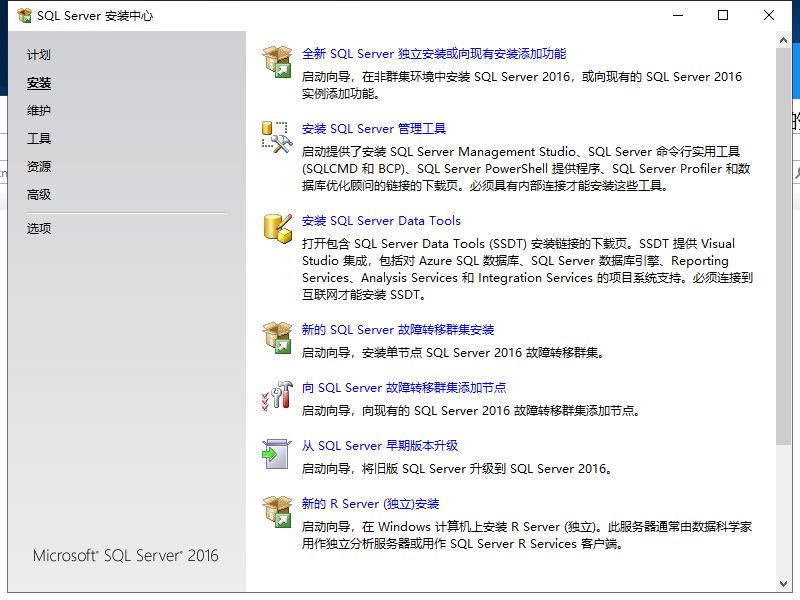 SQL Server 安装中心
计划
安装
维护
工具
资源
高级
选项
Microsoft® SQL Server® 2016
全新 SQL Server 独立安装或向现有安装添加功能
启动向导，在非群集环境中安装 SQL Server 2016，或向现有的 SQL Server 2016
实例添加功能。
安装 SQL Server 管理工具
启动提供了安装 SQL Server Management Studio、SQL Server 命令行实用工具
(SQLCMD 和 BCP)、SQL Server PowerShell 提供程序、SQL Server Profiler 和数
据库优化顾问的链接的下载页。必须具有内部连接才能安装这些工具。
安装 SQL Server Data Tools
打开包含 SQL Server Data Tools (SSDT) 安装链接的下载页。SSDT 提供 Visual
Studio 集成，包括对 Azure SQL 数据库、SQL Server 数据库引擎、Reporting
Services、Analysis Services 和 Integration Services 的项目系统支持。必须连接到
互联网才能安装 SSDT。
新的 SQL Server 故障转移群集安装
启动向导，安装单节点 SQL Server 2016 故障转移群集。
向 SQL Server 故障转移群集添加节点
启动向导，向现有的 SQL Server 2016 故障转移群集添加节点。
从 SQL Server 早期版本升级
启动向导，将旧版 SQL Server 升级到 SQL Server 2016。
新的 R Server (独立)安装
启动向导，在 Windows 计算机上安装 R Server (独立)。此服务器通常由数据科学家
用作独立分析服务器或用作 SQL Server R Services 客户端。